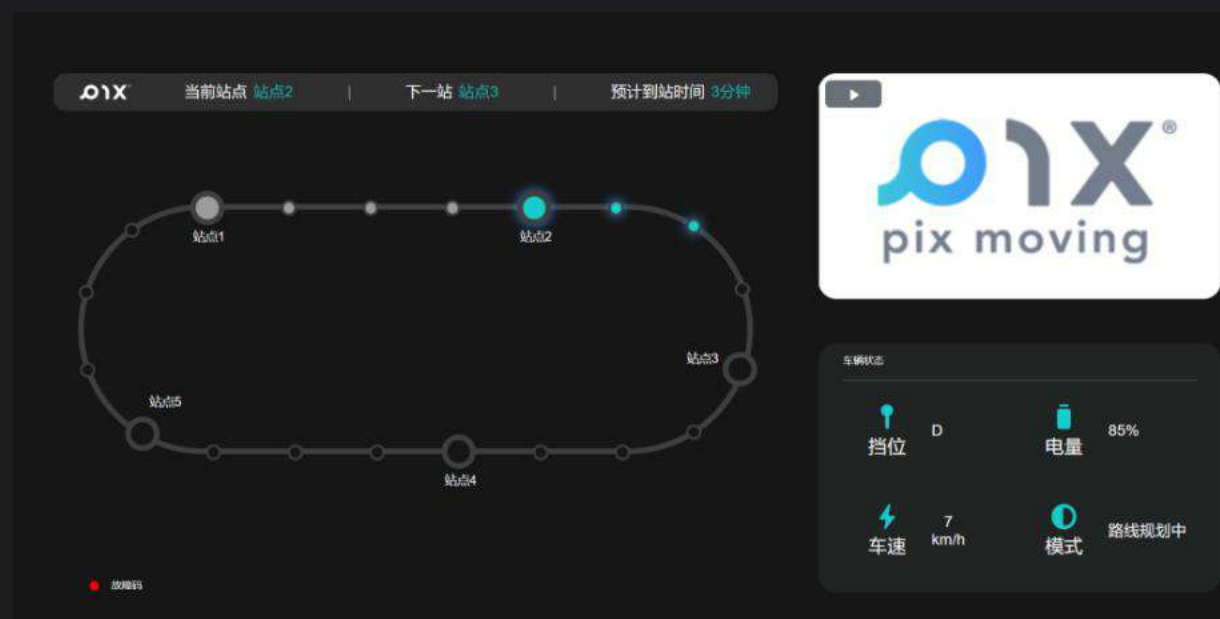 PIX 当前站点 站点2 | 下一站 站点3 | 预计到站时间 3分钟
PIX®
pix moving
站点1
站点2
站点3
站点5
站点4
车辆状态
挡位 D
电量 85%
车速 7 km/h
模式 路线规划中
故障码